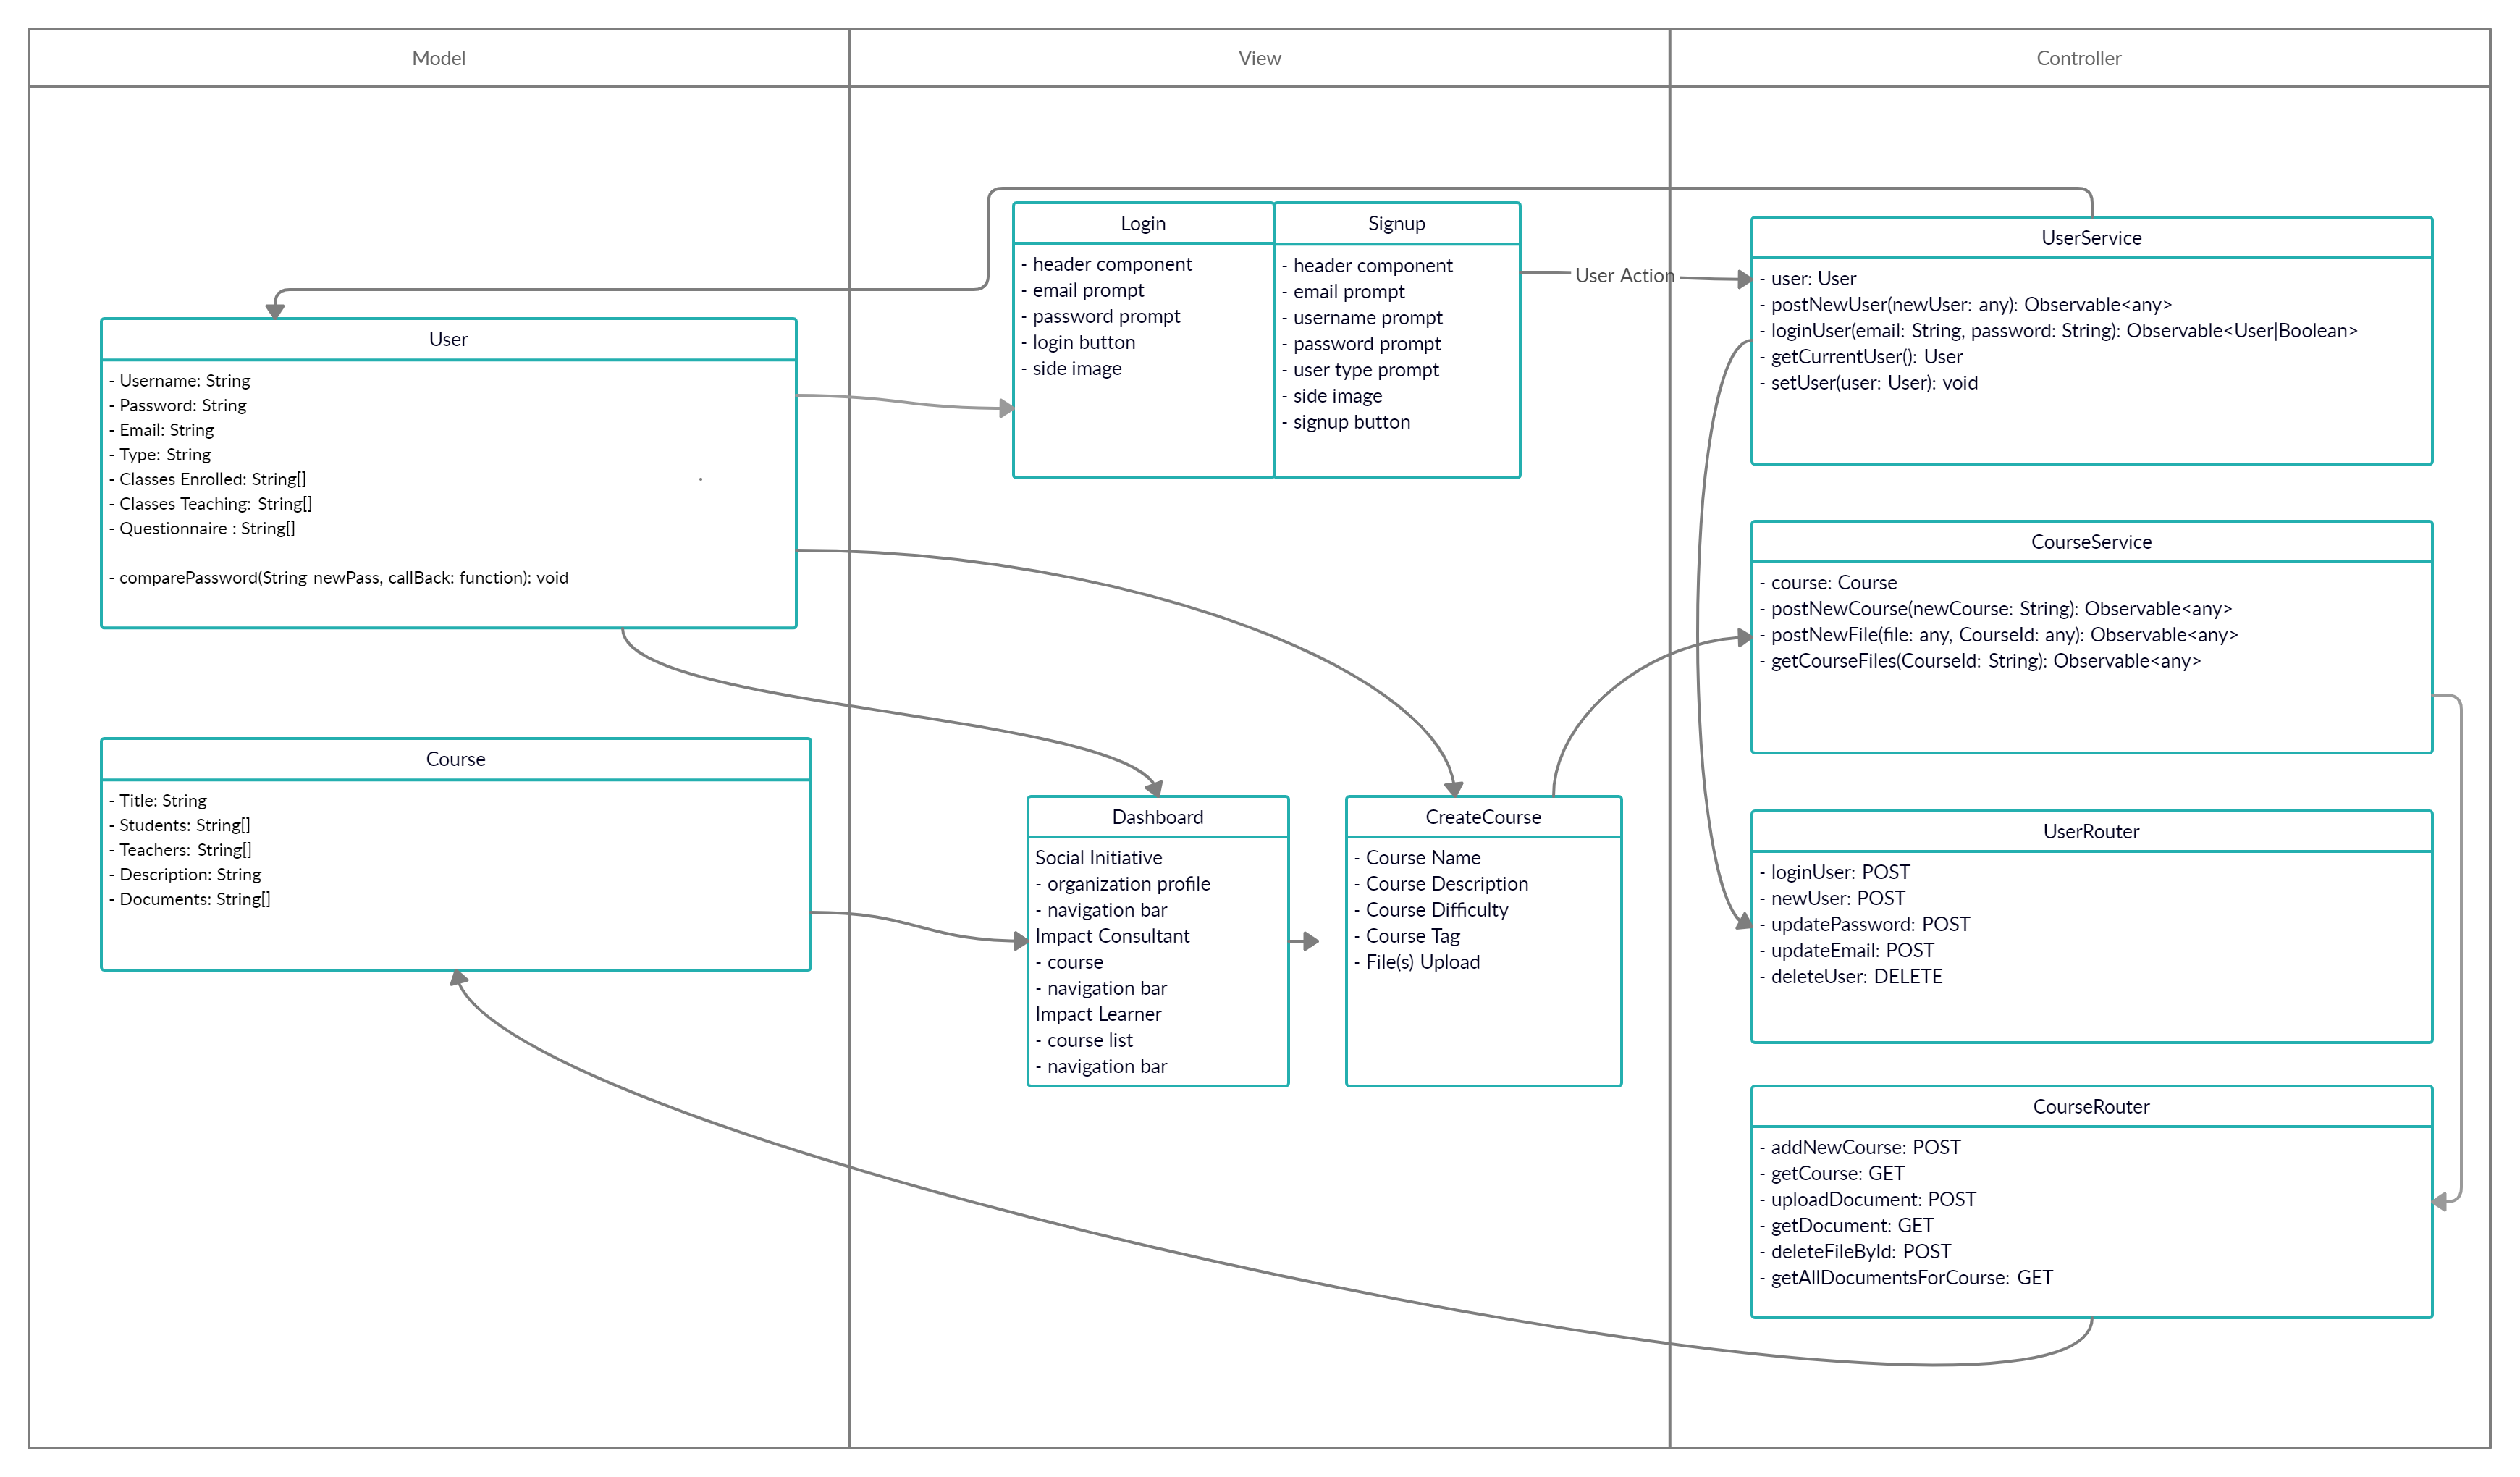 Model
View
Controller
User
- Username: String
- Password: String
- Email: String
- Type: String
- Classes Enrolled: String[]
- Classes Teaching: String[]
- Questionnaire : String[]
- comparePassword(String newPass, callBack: function): void
Course
- Title: String
- Students: String[]
- Teachers: String[]
- Description: String
- Documents: String[]
Login
- header component
- email prompt
- password prompt
- login button
- side image
Signup
- header component
- email prompt
- username prompt
- password prompt
- user type prompt
- side image
- signup button
User Action
Dashboard
Social Initiative
- organization profile
- navigation bar
Impact Consultant
- course
- navigation bar
Impact Learner
- course list
- navigation bar
CreateCourse
- Course Name
- Course Description
- Course Difficulty
- Course Tag
- File(s) Upload
UserService
- user: User
- postNewUser(newUser: any): Observable<any>
- loginUser(email: String, password: String): Observable<User|Boolean>
- getCurrentUser(): User
- setUser(user: User): void
CourseService
- course: Course
- postNewCourse(newCourse: String): Observable<any>
- postNewFile(file: any, CourseId: any): Observable<any>
- getCourseFiles(CourseId: String): Observable<any>
UserRouter
- loginUser: POST
- newUser: POST
- updatePassword: POST
- updateEmail: POST
- deleteUser: DELETE
CourseRouter
- addNewCourse: POST
- getCourse: GET
- uploadDocument: POST
- getDocument: GET
- deleteFileById: POST
- getAllDocumentsForCourse: GET